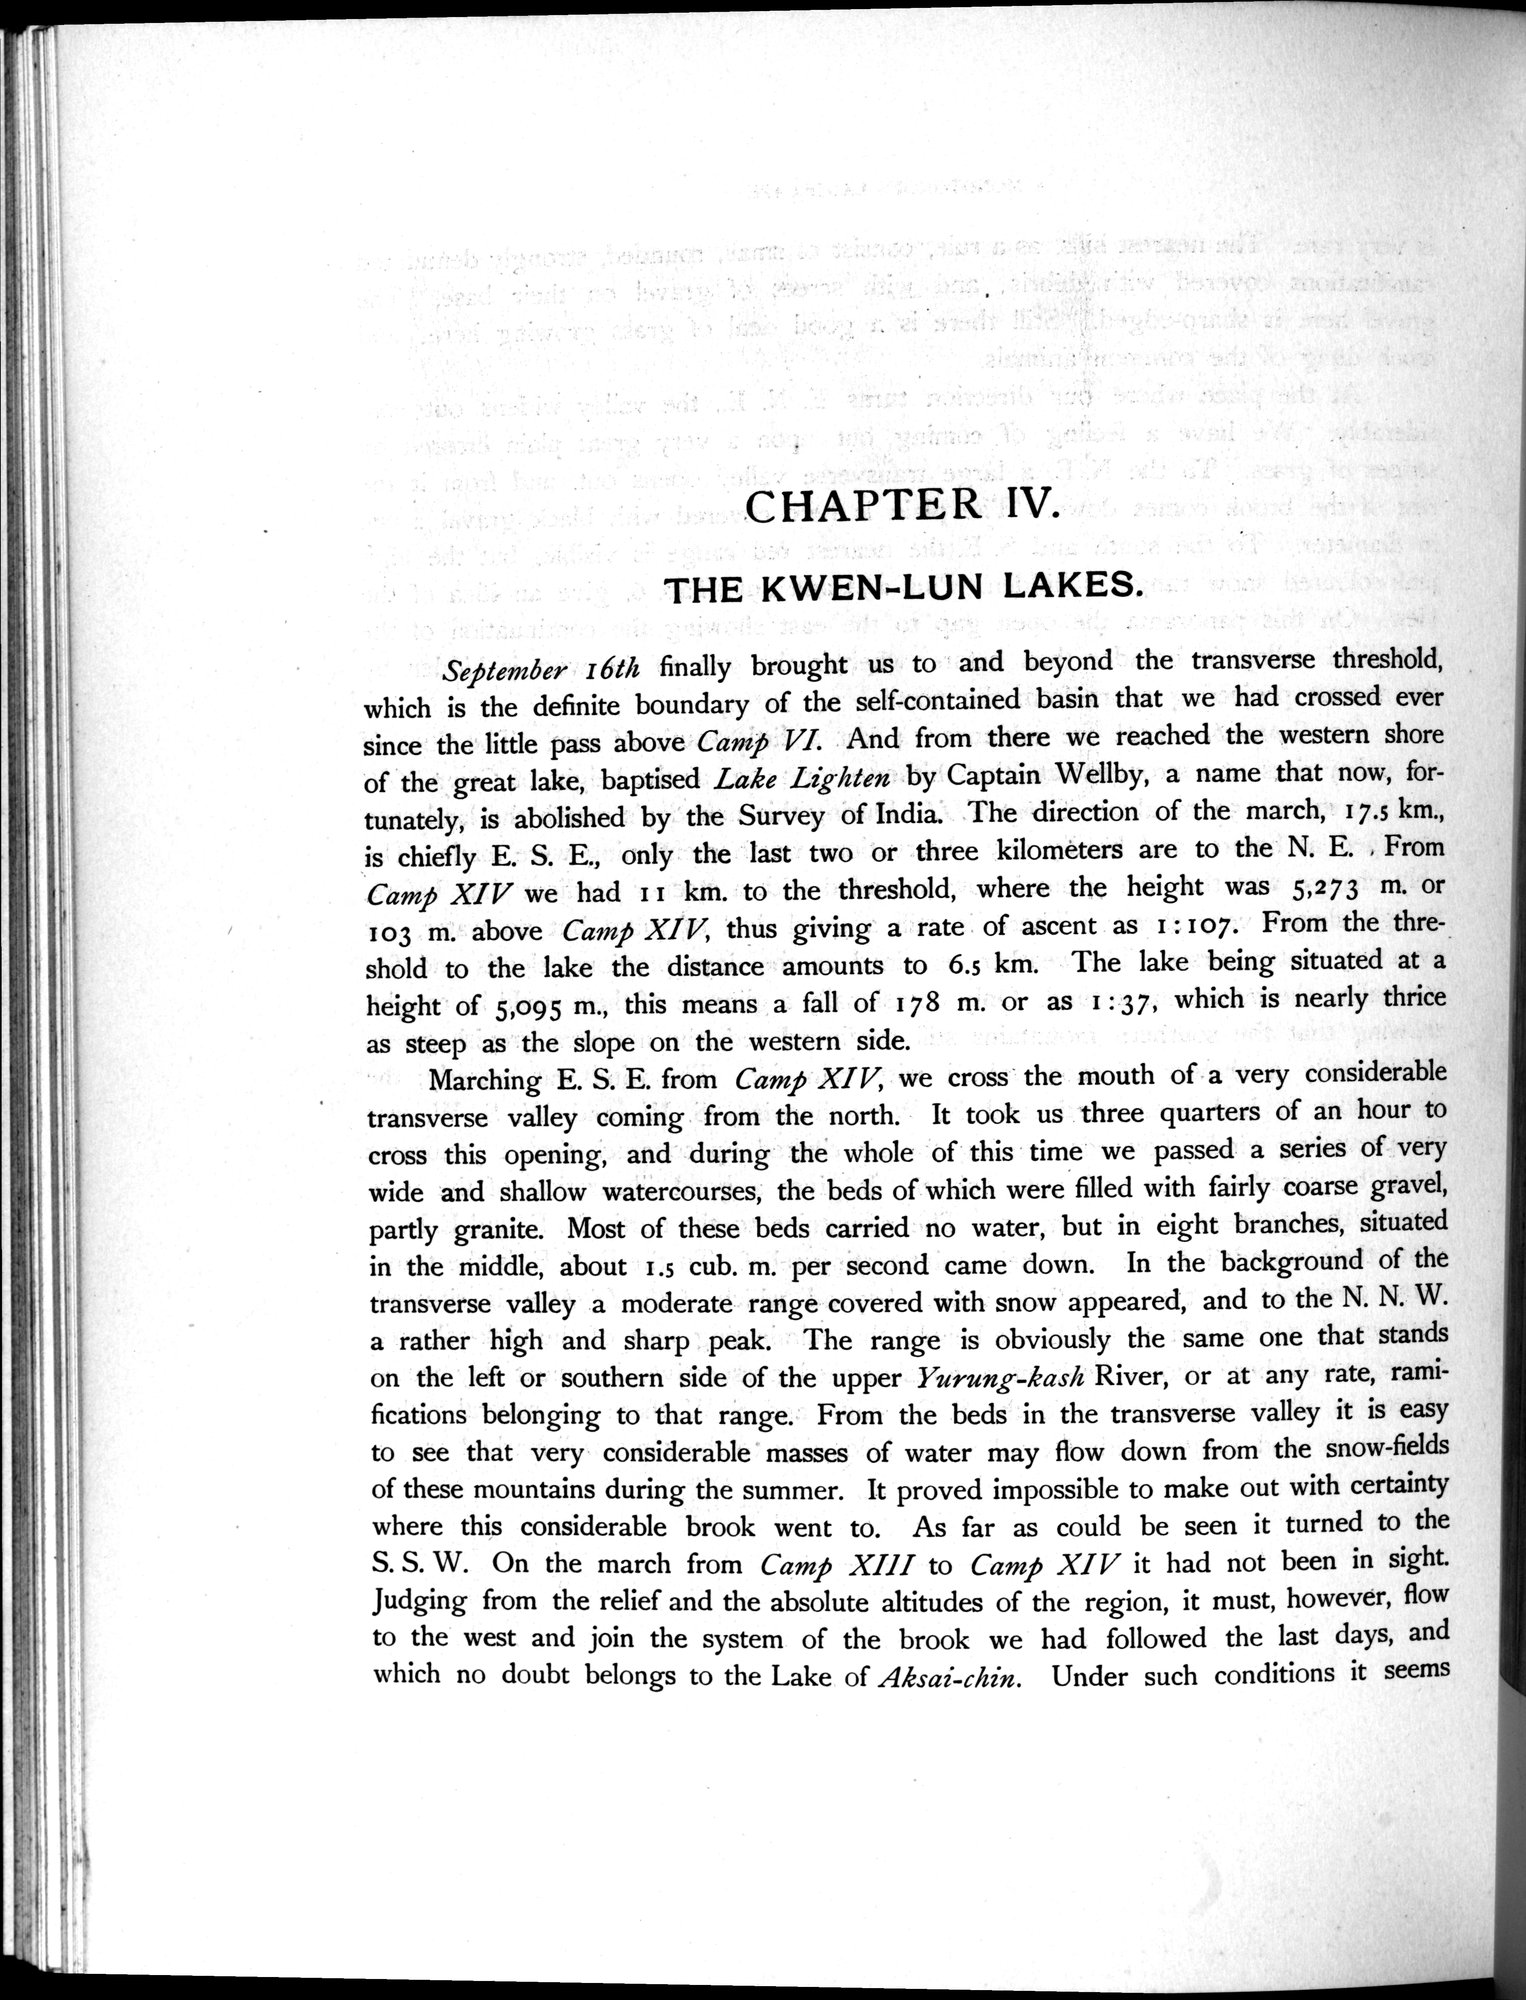 CHAPTER IV.
THE KWEN-LUN LAKES.
September 16th finally brought us to and beyond the transverse threshold,
which is the definite boundary of the self-contained basin that we had crossed ever
since the little pass above Camp VI. And from there we reached the western shore
of the great lake, baptised Lake Lighten by Captain Wellby, a name that now, for-
tunately, is abolished by the Survey of India. The direction of the march, 17.5 km.,
is chiefly E. S. E., only the last two or three kilometers are to the N. E. From
Camp XIV we had 11 km. to the threshold, where the height was 5,273 m. or
103 m. above Camp XIV, thus giving a rate of ascent as 1:107. From the thre-
shold to the lake the distance amounts to 6.5 km. The lake being situated at a
height of 5,095 m., this means a fall of 178 m. or as 1:37, which is nearly thrice
as steep as the slope on the western side.
Marching E. S. E. from Camp XIV, we cross the mouth of a very considerable
transverse valley coming from the north. It took us three quarters of an hour to
cross this opening, and during the whole of this time we passed a series of very
wide and shallow watercourses, the beds of which were filled with fairly coarse gravel,
partly granite. Most of these beds carried no water, but in eight branches, situated
in the middle, about 1.5 cub. m. per second came down. In the background of the
transverse valley a moderate range covered with snow appeared, and to the N. N. W.
a rather high and sharp peak. The range is obviously the same one that stands
on the left or southern side of the upper Yurung-kash River, or at any rate, rami-
fications belonging to that range. From the beds in the transverse valley it is easy
to see that very considerable masses of water may flow down from the snow-fields
of these mountains during the summer. It proved impossible to make out with certainty
where this considerable brook went to. As far as could be seen it turned to the
S. S. W. On the march from Camp XIII to Camp XIV it had not been in sight.
Judging from the relief and the absolute altitudes of the region, it must, however, flow
to the west and join the system of the brook we had followed the last days, and
which no doubt belongs to the Lake of Aksai-chin. Under such conditions it seems